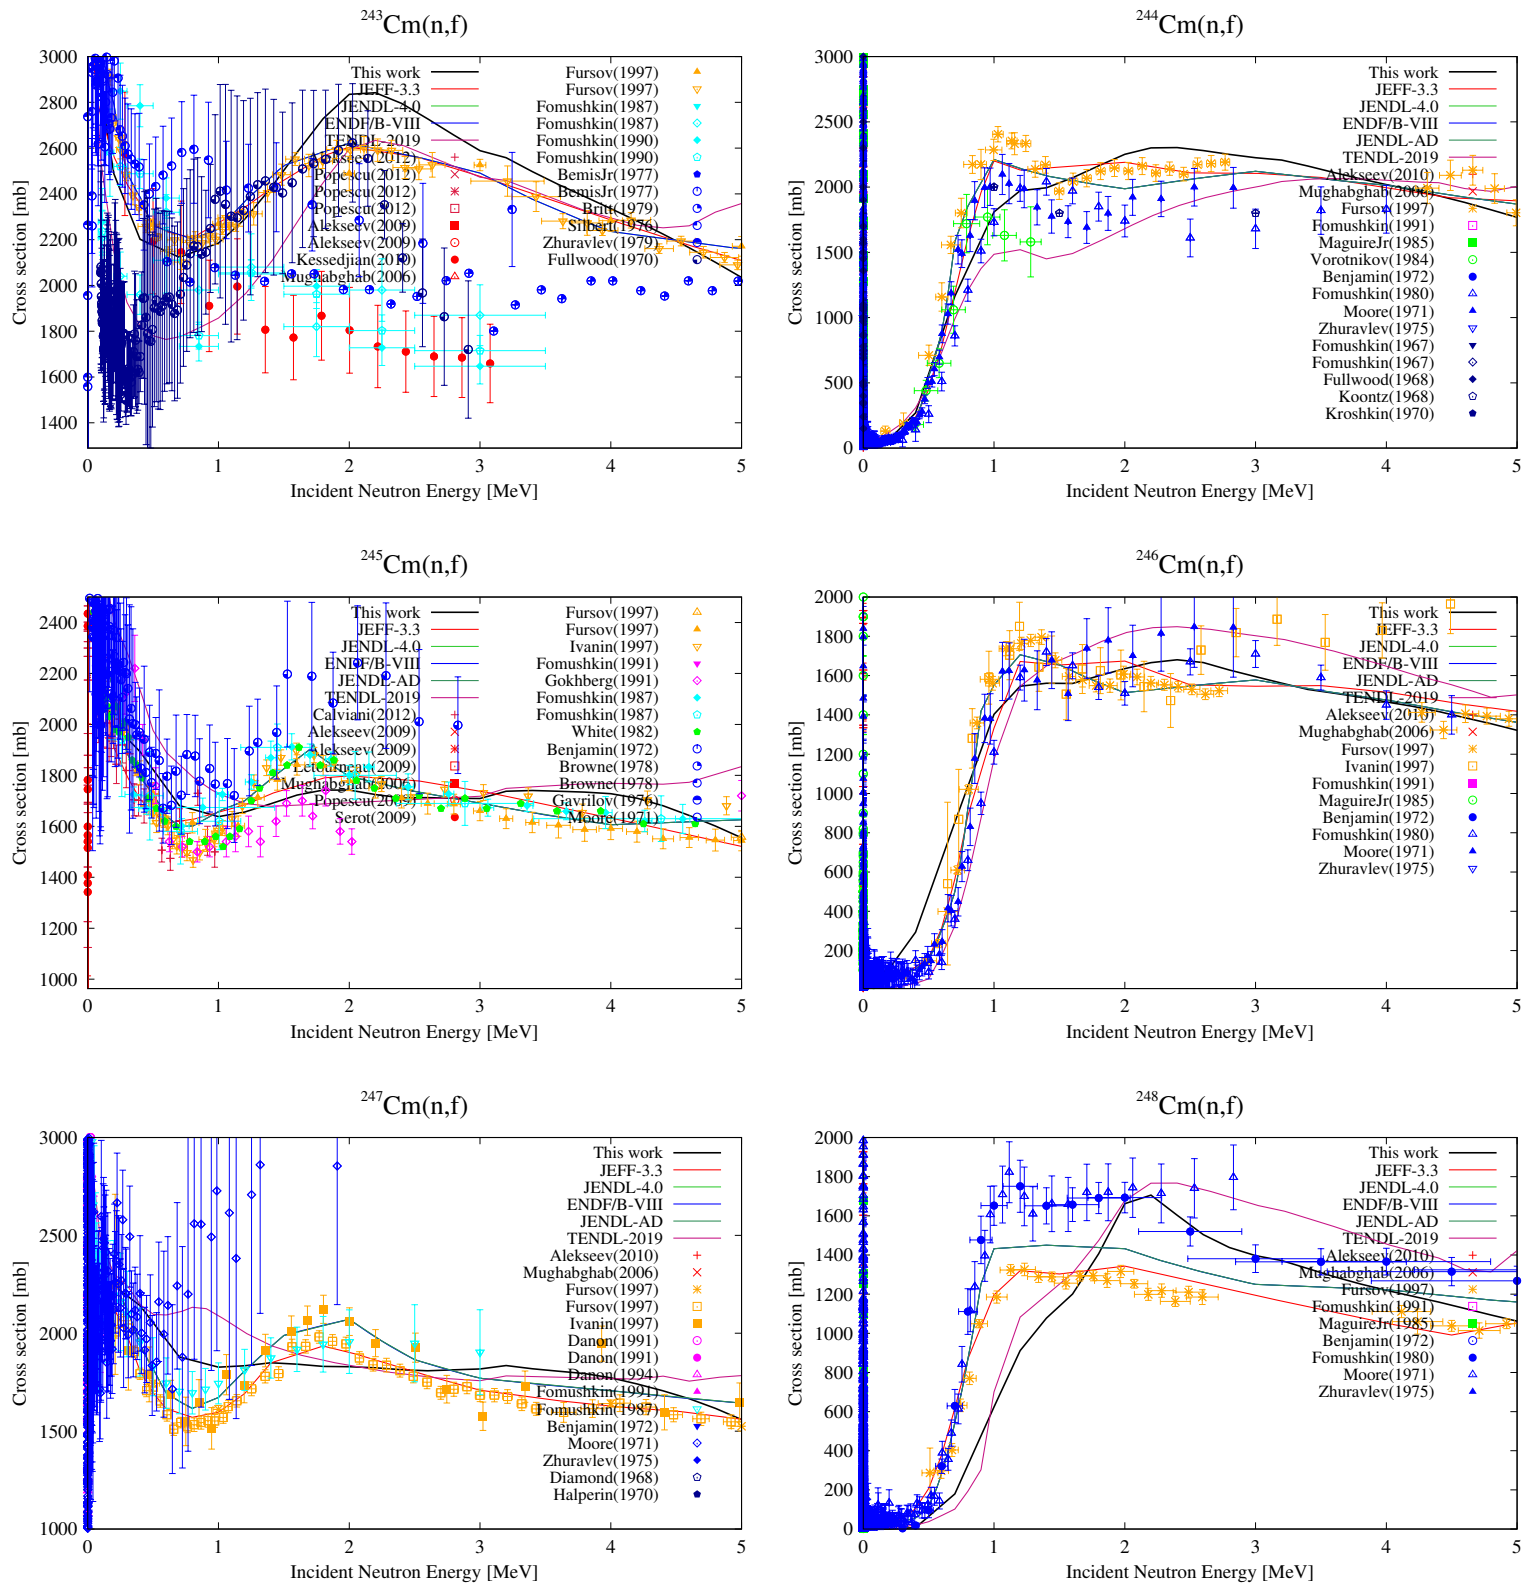 243Cm(n,f)
Cross section [mb]
3000
2800
2600
2400
2200
2000
1800
1600
1400
0 1 2 3 4 5
Incident Neutron Energy [MeV]
This work
JEFF-3.3
JENDL-4.0
ENDF/B-VIII
TENDL-2019
Alekseev(2012)
Popescu(2012)
Popescu(2012)
Popescu(2012)
Alekseev(2009)
Alekseev(2009)
Kessedjian(2010)
Mughabghab(2006)
Fursov(1997)
Fursov(1997)
Fomushkin(1987)
Fomushkin(1987)
Fomushkin(1990)
Fomushkin(1990)
BemisJr(1977)
BemisJr(1977)
Britt(1979)
Silbert(1976)
Zhuravlev(1979)
Fullwood(1970)
244Cm(n,f)
Cross section [mb]
3000
2500
2000
1500
1000
500
0
0 1 2 3 4 5
Incident Neutron Energy [MeV]
This work
JEFF-3.3
JENDL-4.0
ENDF/B-VIII
JENDL-AD
TENDL-2019
Alekseev(2010)
Mughabghab(2006)
Fursov(1997)
Fomushkin(1991)
MaguireJr(1985)
Vorotnikov(1984)
Benjamin(1972)
Fomushkin(1980)
Moore(1971)
Zhuravlev(1975)
Fomushkin(1967)
Fomushkin(1967)
Fullwood(1968)
Koontz(1968)
Kroshkin(1970)
245Cm(n,f)
Cross section [mb]
2400
2200
2000
1800
1600
1400
1200
1000
0 1 2 3 4 5
Incident Neutron Energy [MeV]
This work
JEFF-3.3
JENDL-4.0
ENDF/B-VIII
JENDL-AD
TENDL-2019
Calviani(2012)
Alekseev(2009)
Alekseev(2009)
Letourneau(2009)
Mughabghab(2006)
Popescu(2009)
Serot(2009)
Fursov(1997)
Fursov(1997)
Ivanin(1997)
Fomushkin(1991)
Gokhberg(1991)
Fomushkin(1987)
Fomushkin(1987)
White(1982)
Benjamin(1972)
Browne(1978)
Browne(1978)
Gavrilov(1976)
Moore(1971)
246Cm(n,f)
Cross section [mb]
2000
1800
1600
1400
1200
1000
800
600
400
200
0 1 2 3 4 5
Incident Neutron Energy [MeV]
This work
JEFF-3.3
JENDL-4.0
ENDF/B-VIII
JENDL-AD
TENDL-2019
Alekseev(2010)
Mughabghab(2006)
Fursov(1997)
Ivanin(1997)
Fomushkin(1991)
MaguireJr(1985)
Benjamin(1972)
Fomushkin(1980)
Moore(1971)
Zhuravlev(1975)
247Cm(n,f)
Cross section [mb]
3000
2500
2000
1500
1000
0 1 2 3 4 5
Incident Neutron Energy [MeV]
This work
JEFF-3.3
JENDL-4.0
ENDF/B-VIII
JENDL-AD
TENDL-2019
Alekseev(2010)
Mughabghab(2006)
Fursov(1997)
Fursov(1997)
Ivanin(1997)
Danon(1991)
Danon(1991)
Danon(1994)
Fomushkin(1991)
Fomushkin(1987)
Benjamin(1972)
Moore(1971)
Zhuravlev(1975)
Diamond(1968)
Halperin(1970)
248Cm(n,f)
Cross section [mb]
2000
1800
1600
1400
1200
1000
800
600
400
200
0
0 1 2 3 4 5
Incident Neutron Energy [MeV]
This work
JEFF-3.3
JENDL-4.0
ENDF/B-VIII
JENDL-AD
TENDL-2019
Alekseev(2010)
Mughabghab(2006)
Fursov(1997)
Fomushkin(1991)
MaguireJr(1985)
Benjamin(1972)
Fomushkin(1980)
Moore(1971)
Zhuravlev(1975)